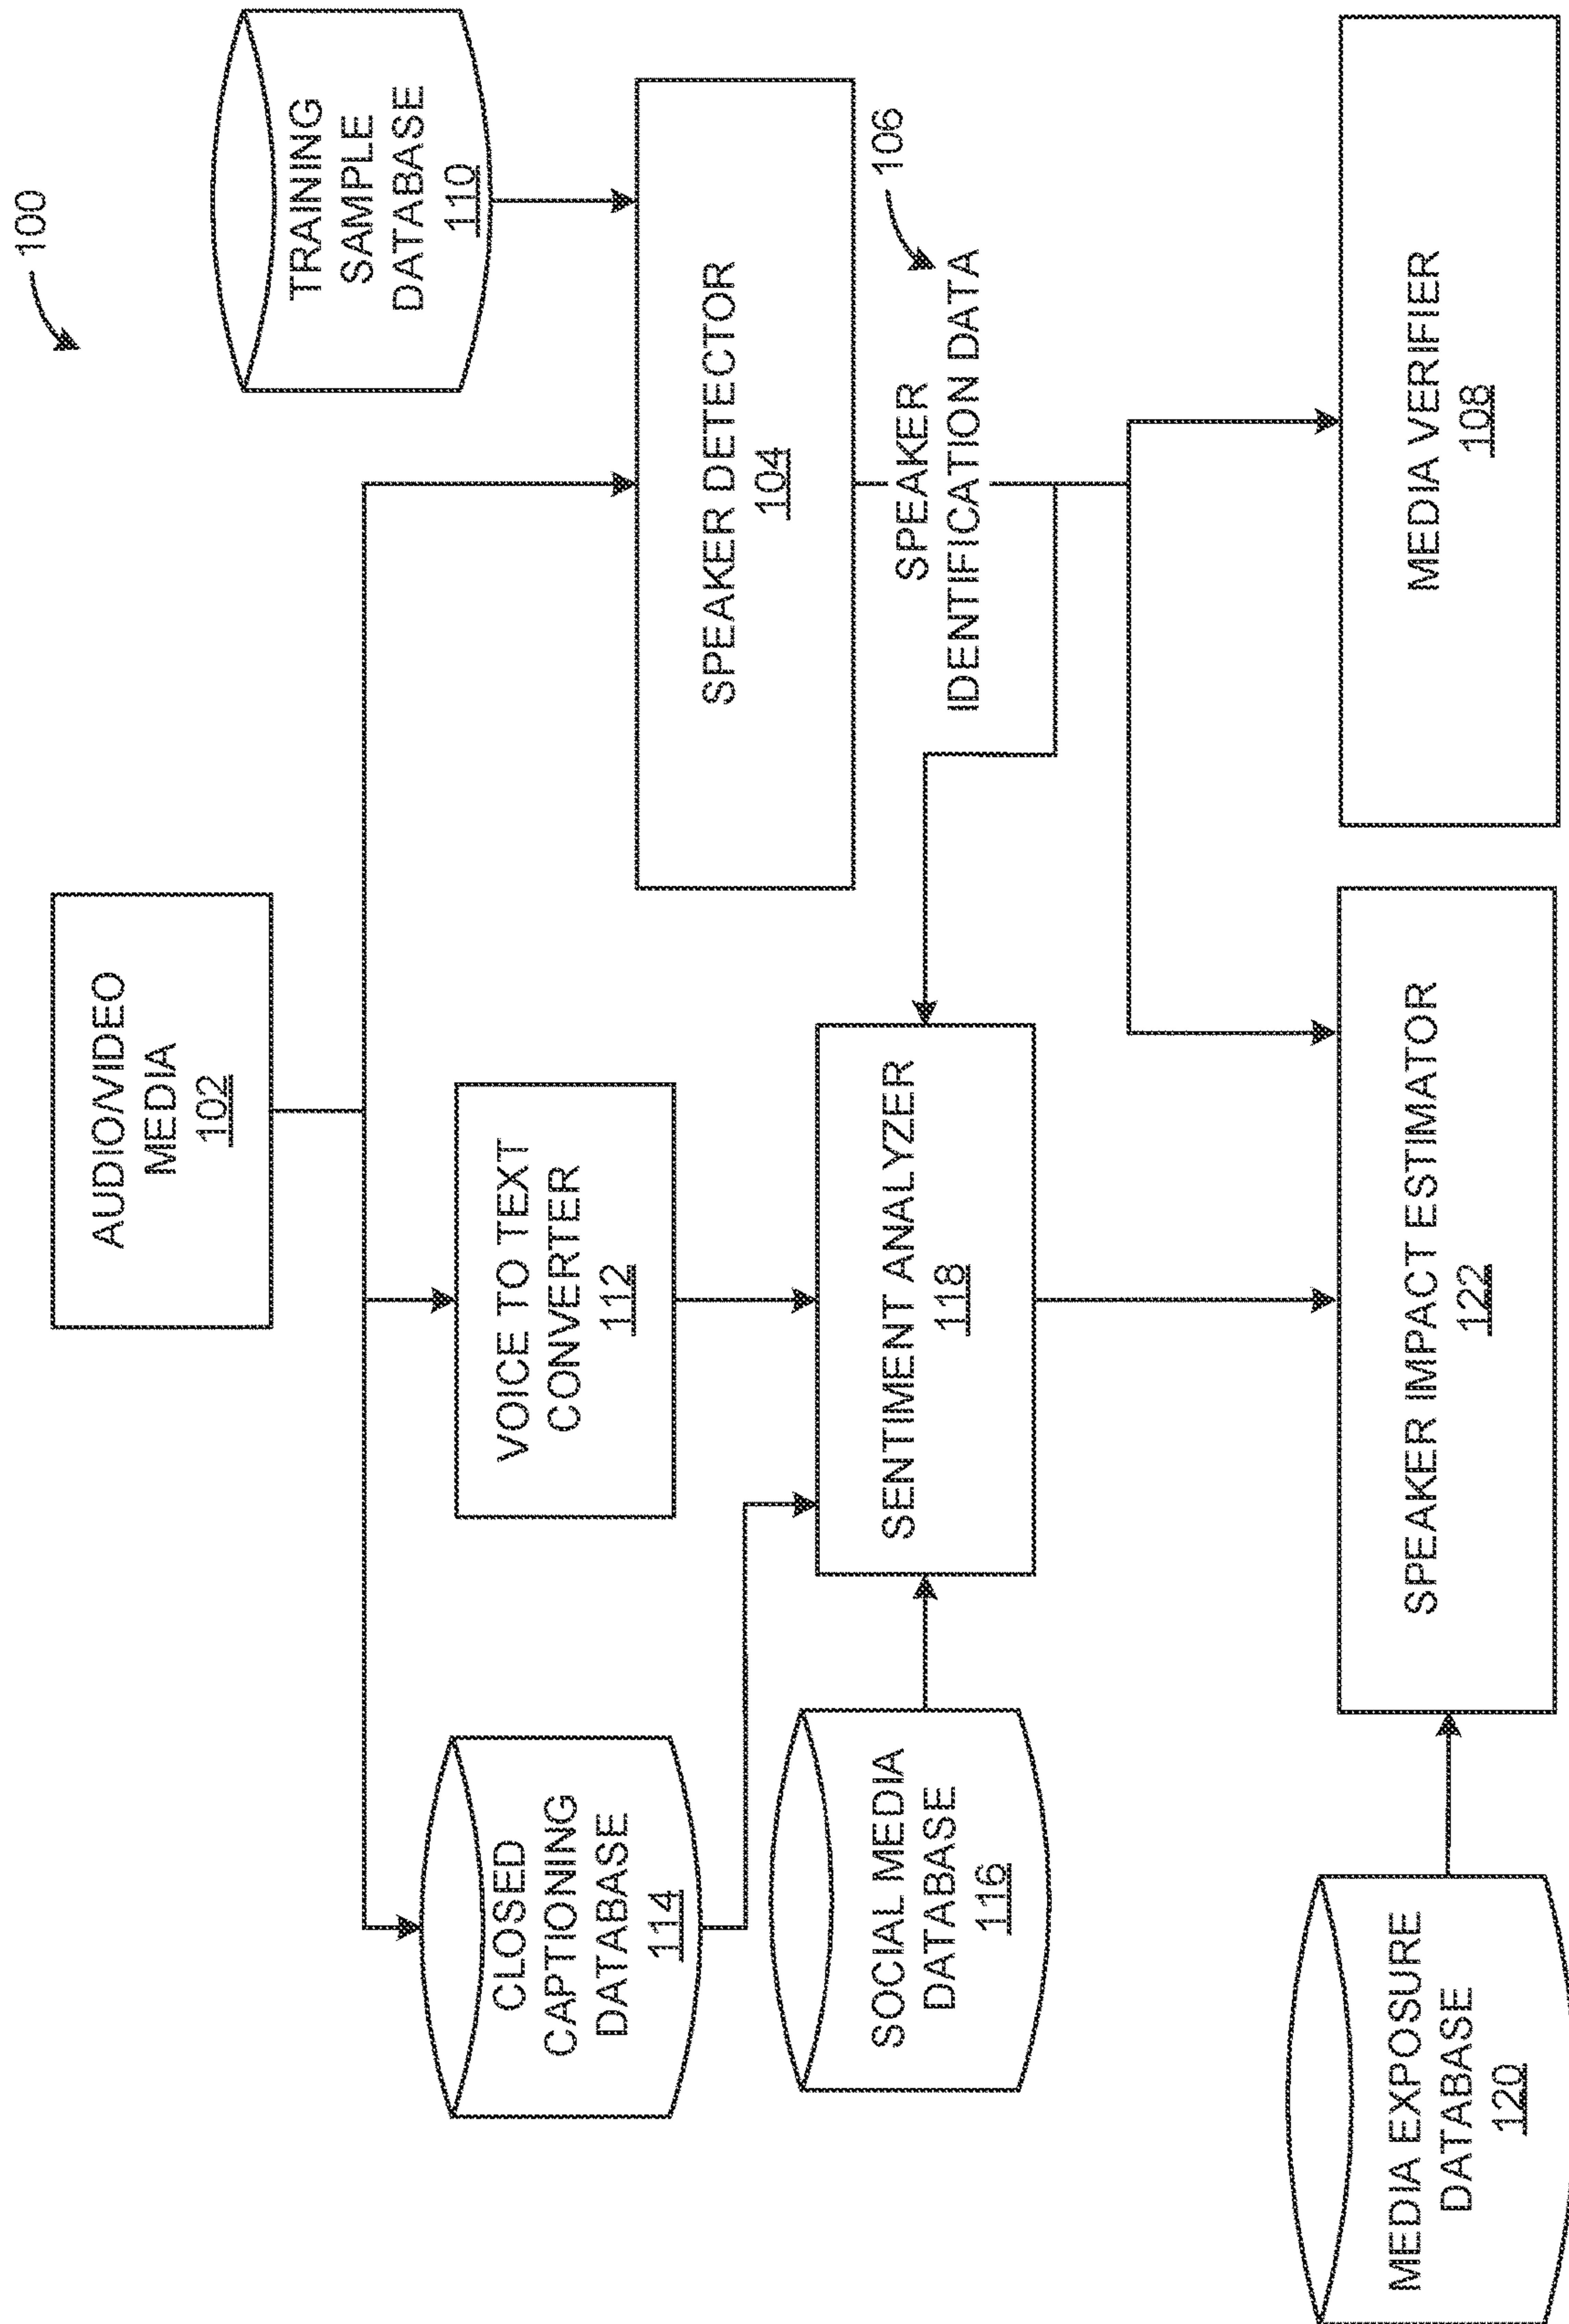 100
AUDIO/VIDEO
MEDIA
102
TRAINING
SAMPLE
DATABASE
110
CLOSED
CAPTIONING
DATABASE
114
VOICE TO TEXT
CONVERTER
112
SPEAKER DETECTOR
104
SOCIAL MEDIA
DATABASE
116
SENTIMENT ANALYZER
118
SPEAKER
IDENTIFICATION DATA
106
MEDIA EXPOSURE
DATABASE
120
SPEAKER IMPACT ESTIMATOR
122
MEDIA VERIFIER
108